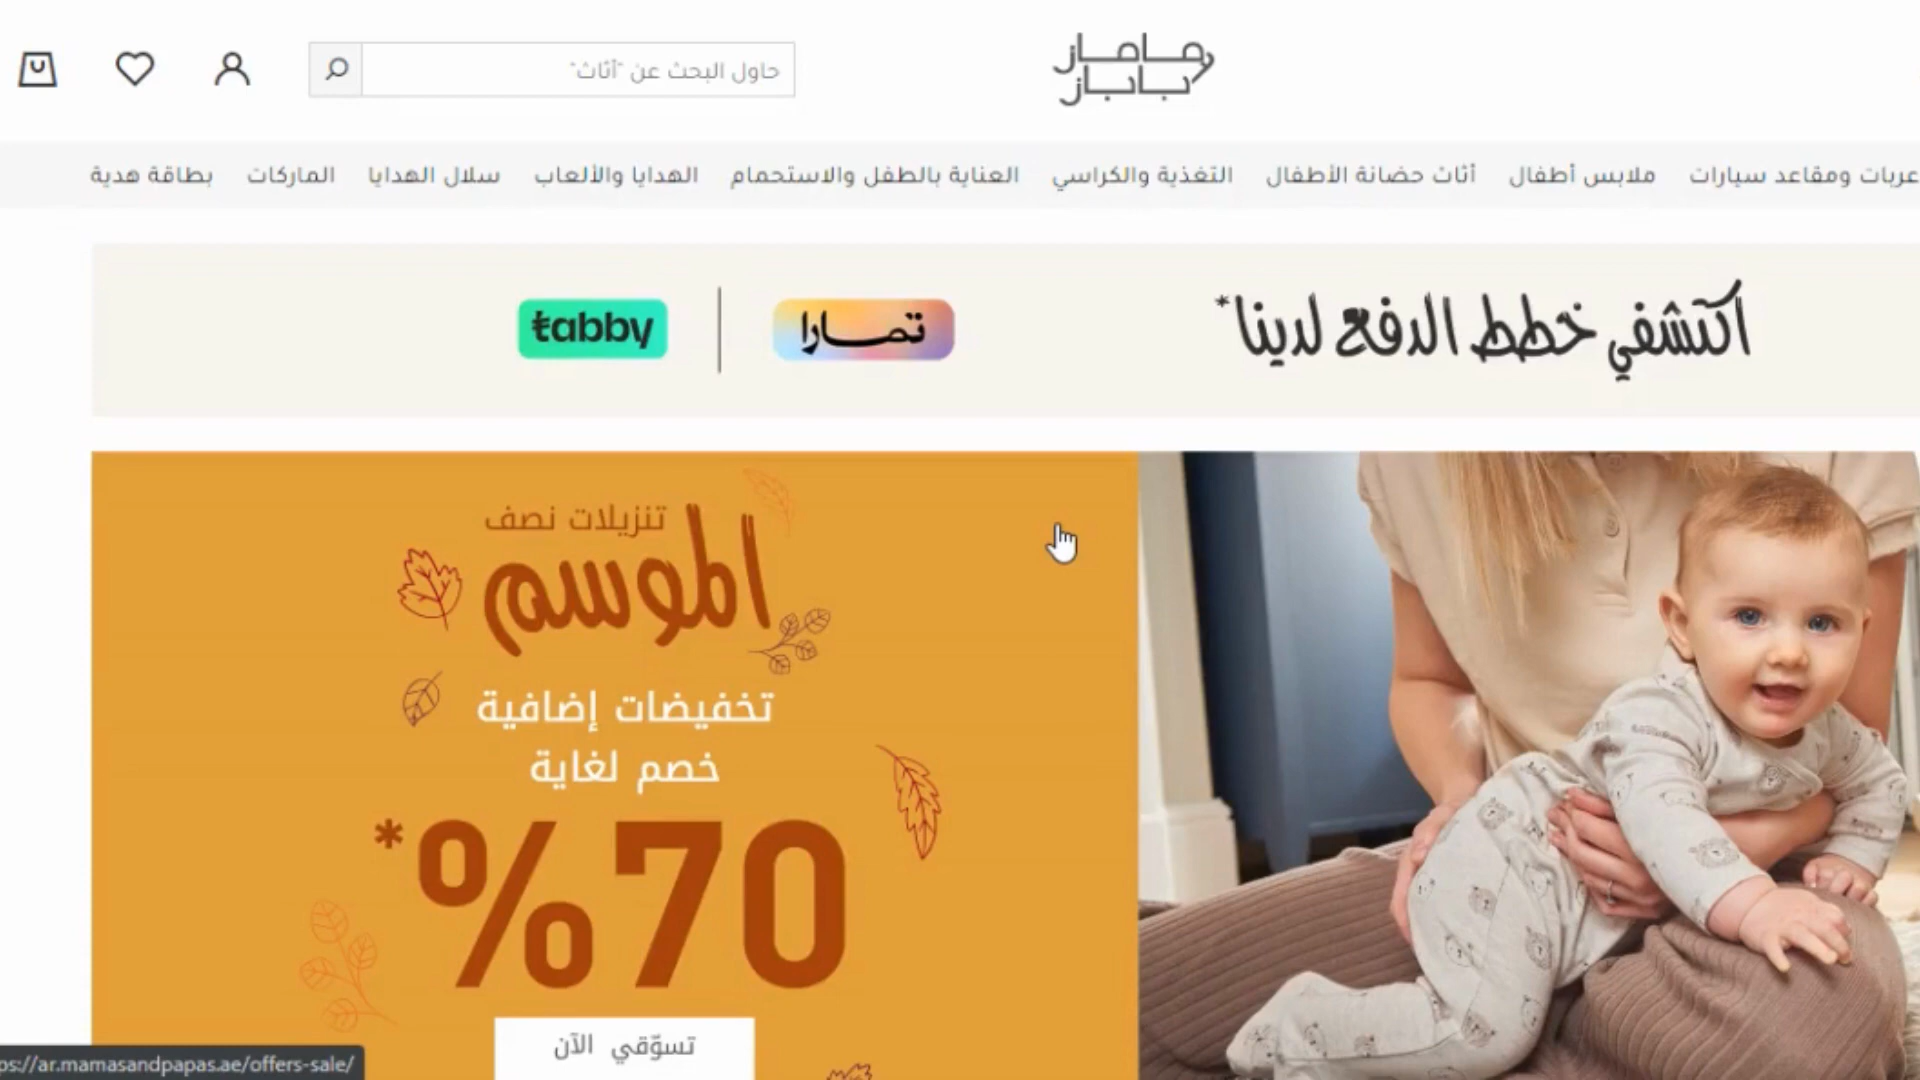 ماماز
باباز
حاول البحث عن "أثاث"
عربات ومقاعد سيارات
ملابس أطفال
أثاث حضانة الأطفال
التغذية والكراسي
العناية بالطفل والاستحمام
الهدايا والألعاب
سلال الهدايا
الماركات
بطاقة هدية
اكتشفي خطط الدفع لدينا*
تمارا
tabby
تنزيلات نصف
الموسم
تخفيضات إضافية
خصم لغاية
%70*
تسوّقي الآن
ps://ar.mamasandpapas.ae/offers-sale/